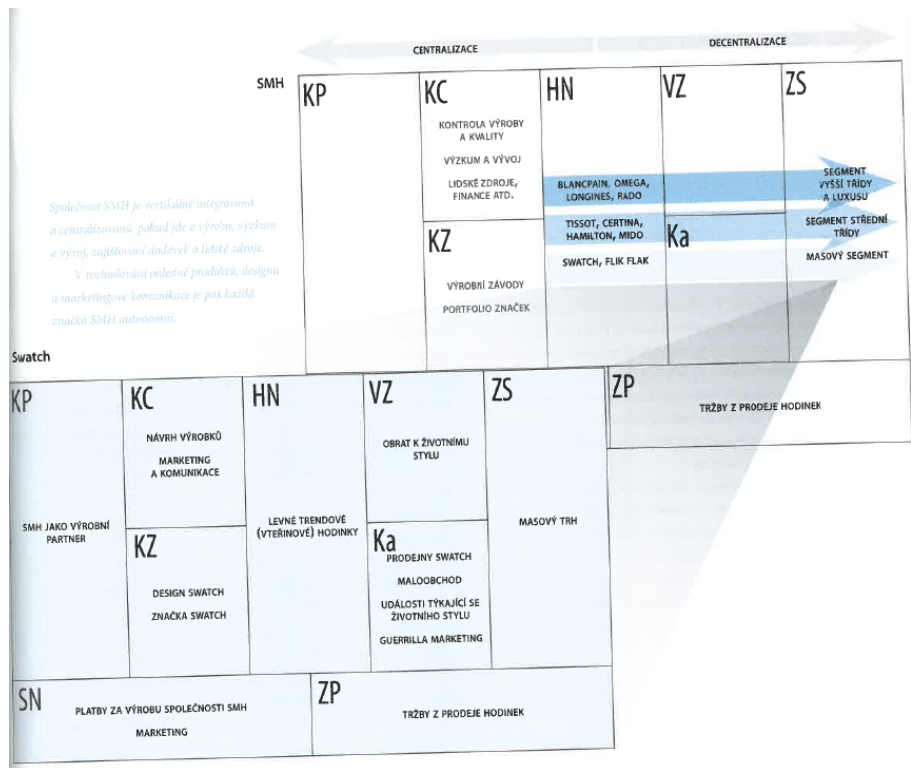 CENTRALIZACE
DECENTRALIZACE
SMH
KP
KC
KONTROLA VÝROBY
A KVALITY
VÝZKUM A VÝVOJ
LIDSKÉ ZDROJE,
FINANCE ATD.
KZ
VÝROBNÍ ZÁVODY
PORTFOLIO ZNAČEK
HN
BLANCPAIN, OMEGA,
LONGINES, RADO
TISSOT, CERTINA,
HAMILTON, MIDO
SWATCH, FLIK FLAK
VZ
Ka
ZS
SEGMENT
VYŠŠÍ TŘÍDY
A LUXUSU
SEGMENT STŘEDNÍ
TŘÍDY
MASOVÝ SEGMENT
ZP
TRŽBY Z PRODEJE HODINEK
Společnost SMH je vertikálně integrovaná
a centralizovaná, pokud jde o výrobu, výzkum
a vývoj, zajišťování dodávek a lidské zdroje.
V rozhodování ohledně produktů, designu
a marketingové komunikace je pak každá
značka SMH autonomní.
Swatch
KP
SMH JAKO VÝROBNÍ
PARTNER
KC
NÁVRH VÝROBKŮ
MARKETING
A KOMUNIKACE
KZ
DESIGN SWATCH
ZNAČKA SWATCH
HN
LEVNÉ TRENDOVÉ
(VTEŘINOVÉ) HODINKY
VZ
OBRAT K ŽIVOTNÍMU
STYLU
Ka
PRODEJNY SWATCH
MALOOBCHOD
UDÁLOSTI TÝKAJÍCÍ SE
ŽIVOTNÍHO STYLU
GUERRILLA MARKETING
ZS
MASOVÝ TRH
SN
PLATBY ZA VÝROBU SPOLEČNOSTI SMH
MARKETING
ZP
TRŽBY Z PRODEJE HODINEK